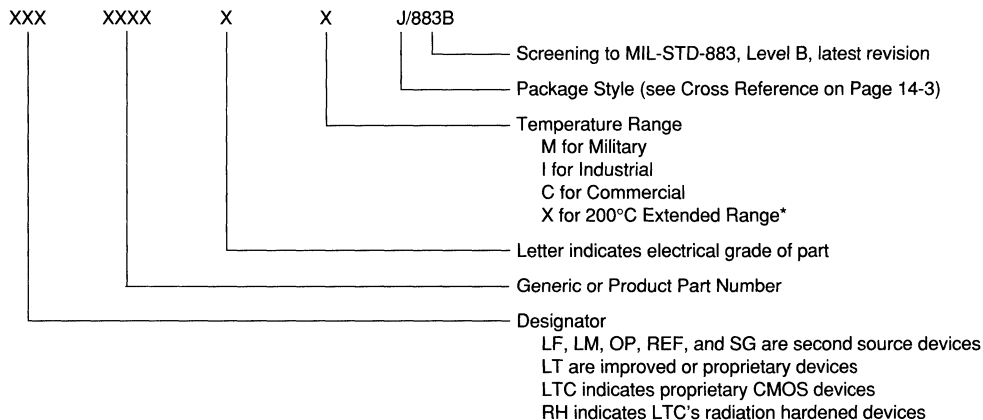 XXX XXXX X X J/883B
Screening to MIL-STD-883, Level B, latest revision
Package Style (see Cross Reference on Page 14-3)
Temperature Range
M for Military
I for Industrial
C for Commercial
X for 200°C Extended Range*
Letter indicates electrical grade of part
Generic or Product Part Number
Designator
LF, LM, OP, REF, and SG are second source devices
LT are improved or proprietary devices
LTC indicates proprietary CMOS devices
RH indicates LTC's radiation hardened devices